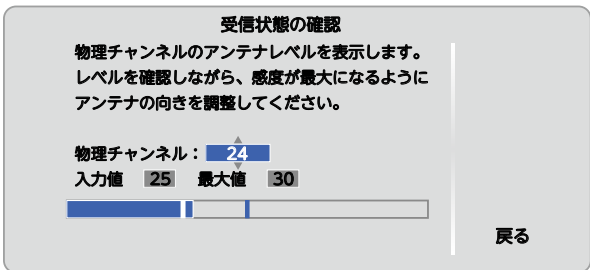 受信状態の確認
物理チャンネルのアンテナレベルを表示します。
レベルを確認しながら、感度が最大になるように
アンテナの向きを調整してください。
物理チャンネル： 24
入力値 25 最大値 30
戻る